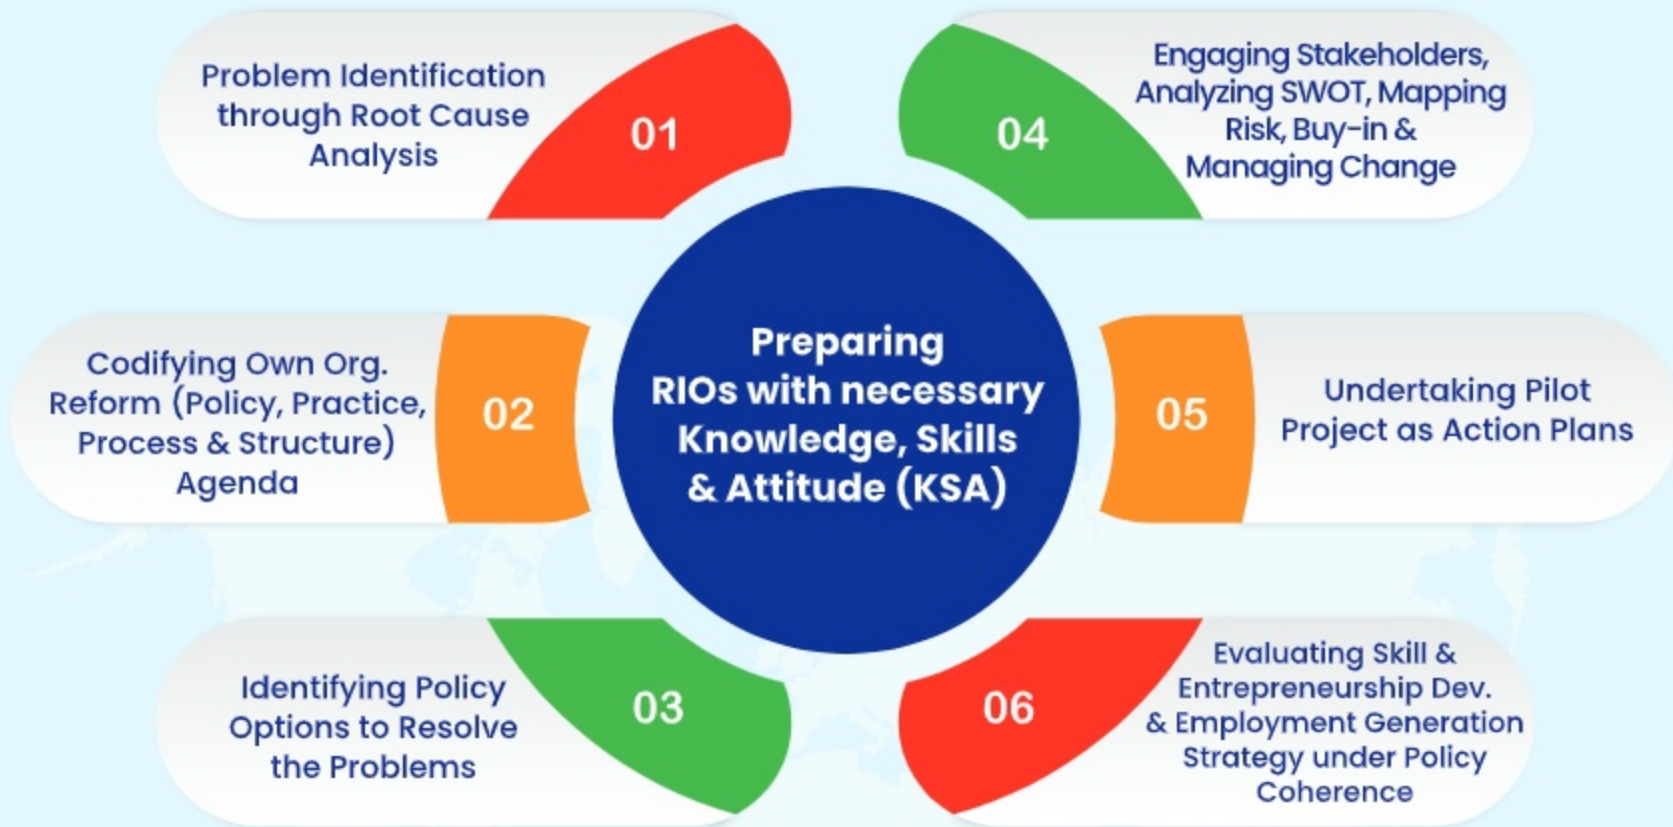 01
Problem Identification
through Root Cause
Analysis
02
Codifying Own Org.
Reform (Policy, Practice,
Process & Structure)
Agenda
03
Identifying Policy
Options to Resolve
the Problems
Preparing
RIOs with necessary
Knowledge, Skills
& Attitude (KSA)
04
Engaging Stakeholders,
Analyzing SWOT, Mapping
Risk, Buy-in &
Managing Change
05
Undertaking Pilot
Project as Action Plans
06
Evaluating Skill &
Entrepreneurship Dev.
& Employment Generation
Strategy under Policy
Coherence